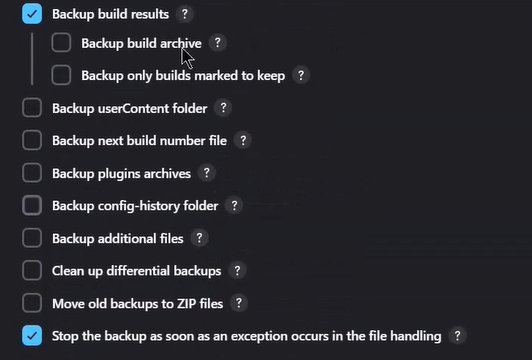 Backup build results ?
Backup build archive ?
Backup only builds marked to keep ?
Backup userContent folder ?
Backup next build number file ?
Backup plugins archives ?
Backup config-history folder ?
Backup additional files ?
Clean up differential backups ?
Move old backups to ZIP files ?
Stop the backup as soon as an exception occurs in the file handling ?